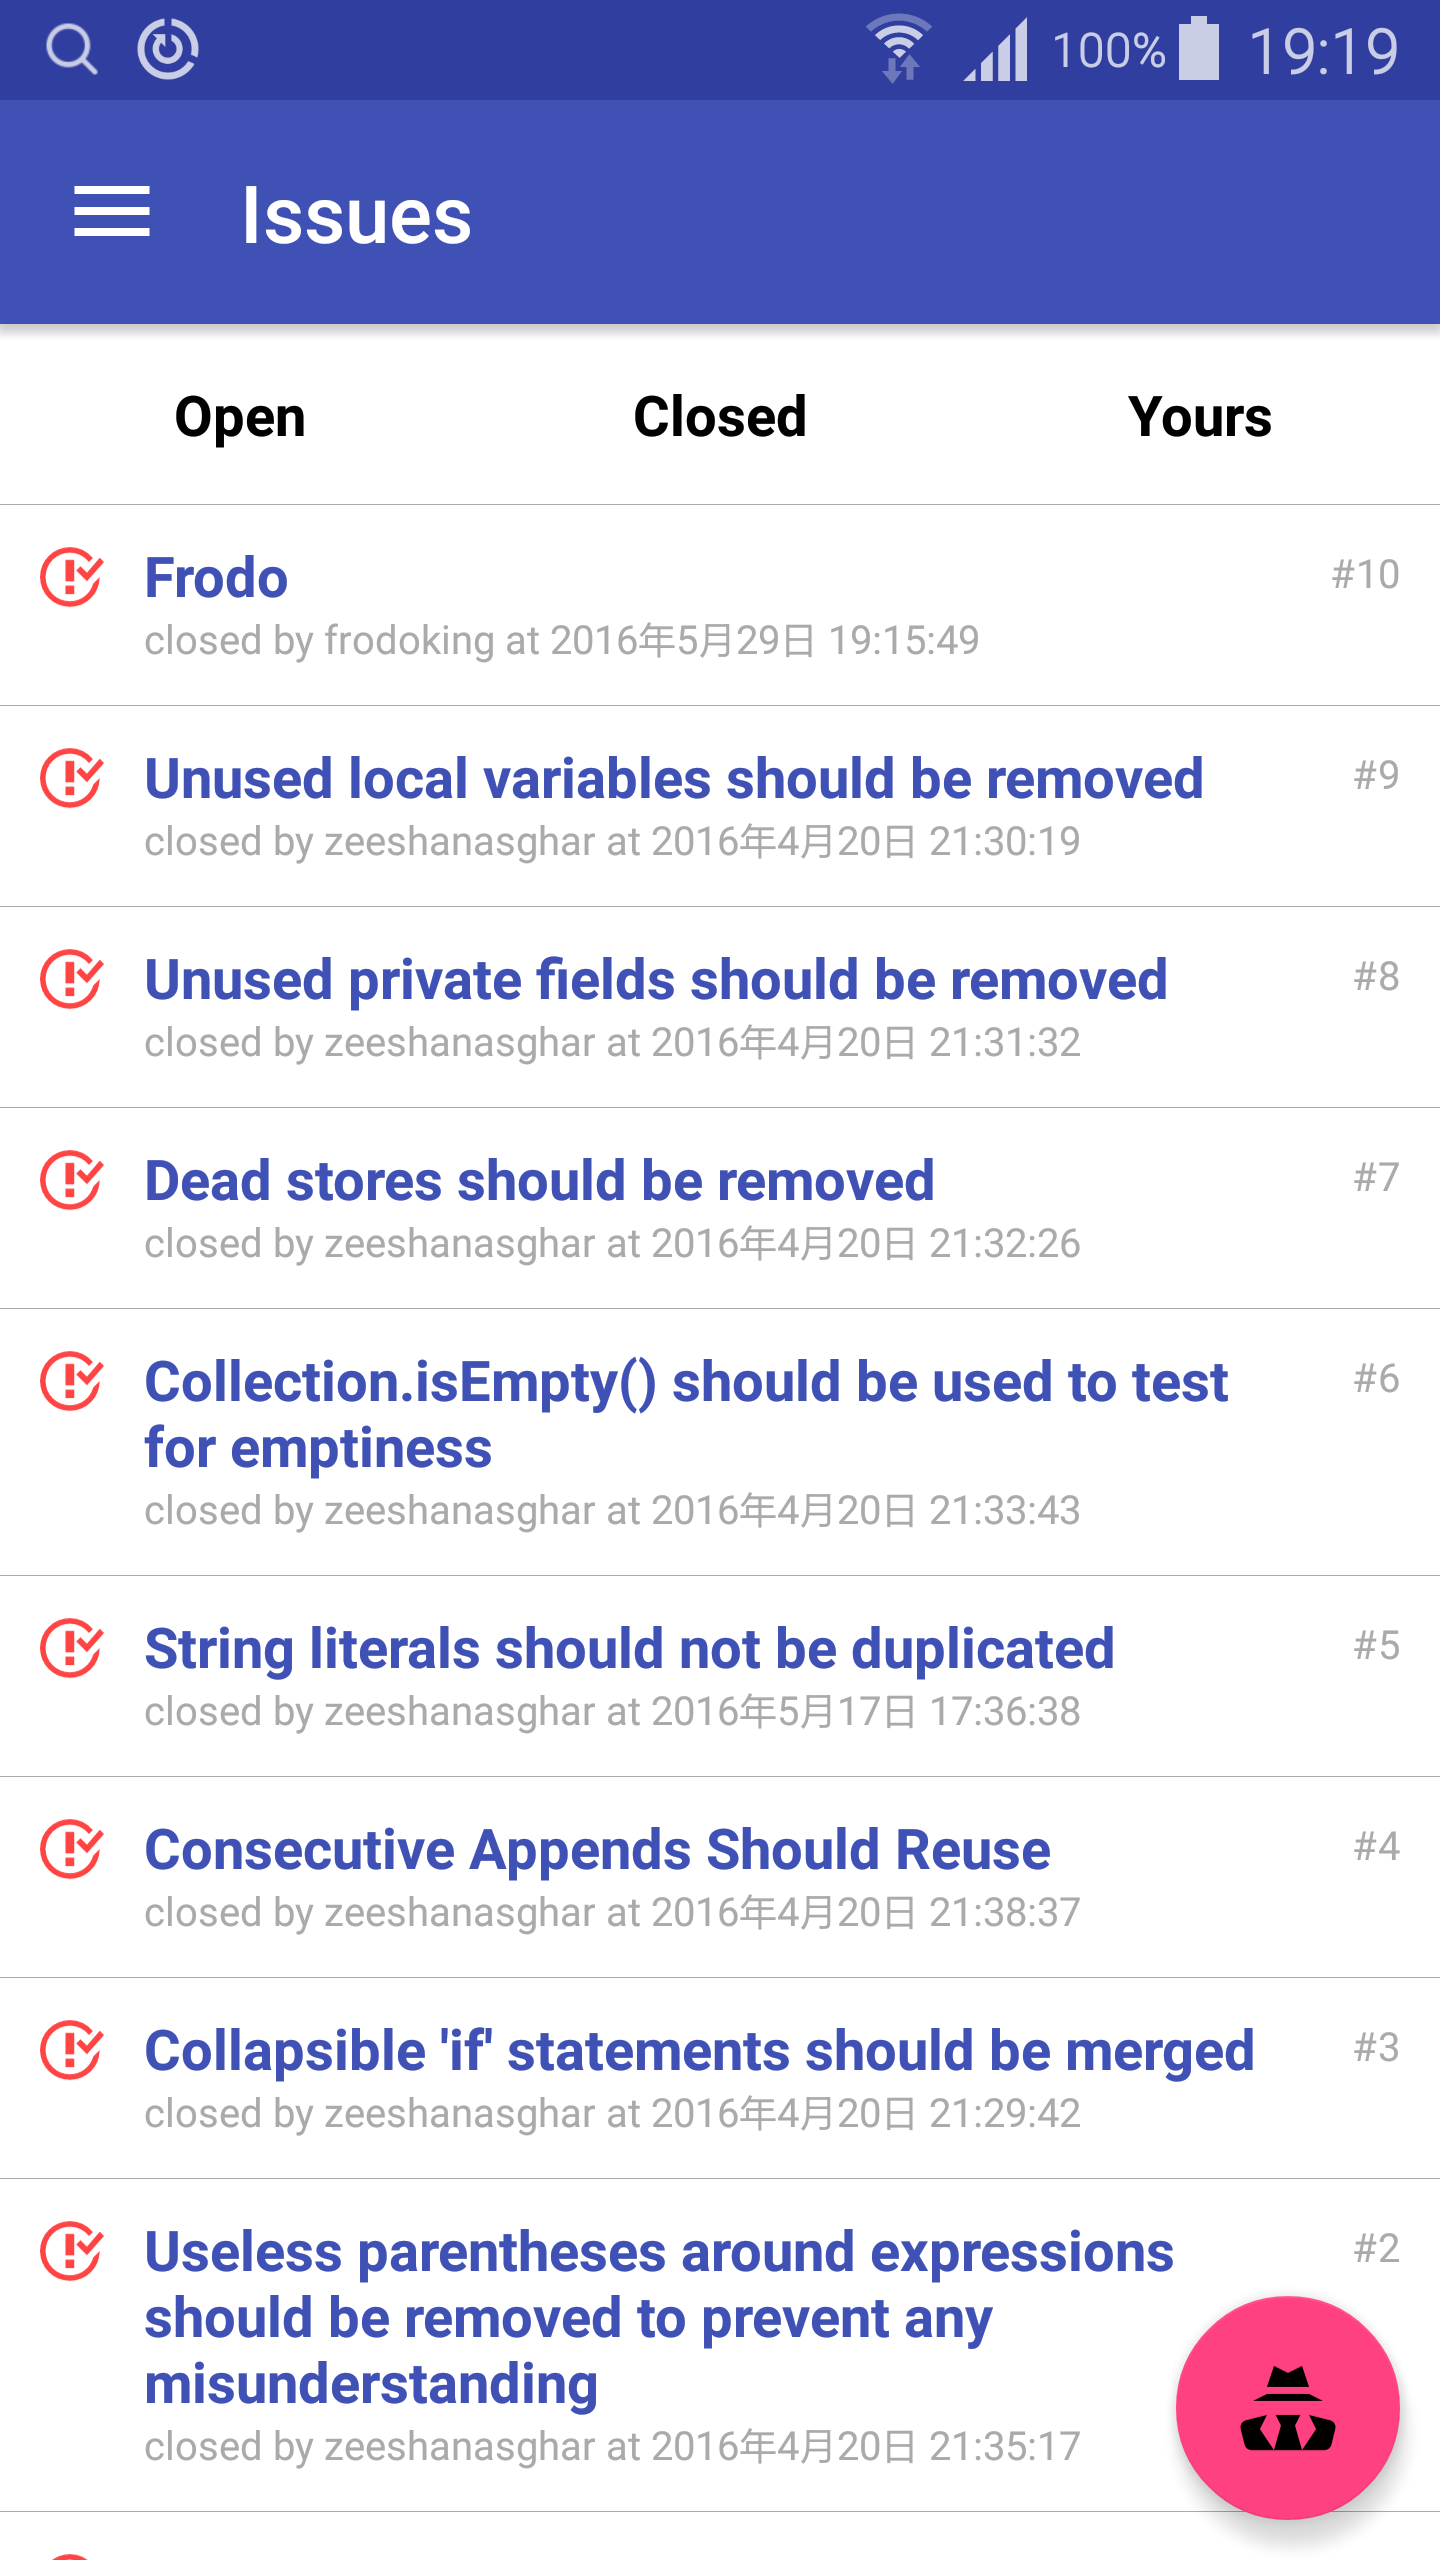 100% 19:19
Issues
Open Closed Yours
Frodo #10
closed by frodoking at 2016年5月29日 19:15:49
Unused local variables should be removed #9
closed by zeeshanasghar at 2016年4月20日 21:30:19
Unused private fields should be removed #8
closed by zeeshanasghar at 2016年4月20日 21:31:32
Dead stores should be removed #7
closed by zeeshanasghar at 2016年4月20日 21:32:26
Collection.isEmpty() should be used to test #6
for emptiness
closed by zeeshanasghar at 2016年4月20日 21:33:43
String literals should not be duplicated #5
closed by zeeshanasghar at 2016年5月17日 17:36:38
Consecutive Appends Should Reuse #4
closed by zeeshanasghar at 2016年4月20日 21:38:37
Collapsible 'if' statements should be merged #3
closed by zeeshanasghar at 2016年4月20日 21:29:42
Useless parentheses around expressions #2
should be removed to prevent any
misunderstanding
closed by zeeshanasghar at 2016年4月20日 21:35:17